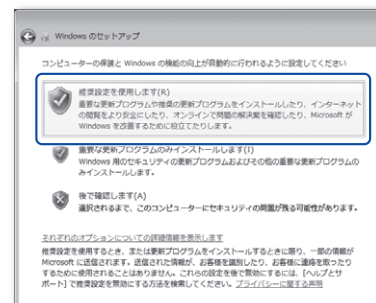 Windows のセットアップ
コンピューターの保護と Windows の機能の向上が自動的に行われるように設定してください
推奨設定を使用します(R)
重要な更新プログラムや推奨の更新プログラムをインストールしたり、インターネット
の閲覧をより安全にしたり、オンラインで問題の解決策を確認したり、Microsoft が
Windows を改善するために役立てたりします。
重要な更新プログラムのみインストールします(I)
Windows 用のセキュリティの更新プログラムおよびその他の重要な更新プログラムの
みインストールします。
後で確認します(A)
選択されるまで、このコンピューターにセキュリティの問題が残る可能性があります。
それぞれのオプションについての詳細情報を表示します
推奨設定を使用するとき、または更新プログラムをインストールするときに限り、一部の情報が
Microsoft に送信されます。送信された情報が、お客様を識別したり、お客様に連絡を取ったり
するために使用されることはありません。これらの設定を後で無効にするには、[ヘルプとサ
ポート] で推奨設定を無効にする方法を検索してください。プライバシーに関する声明